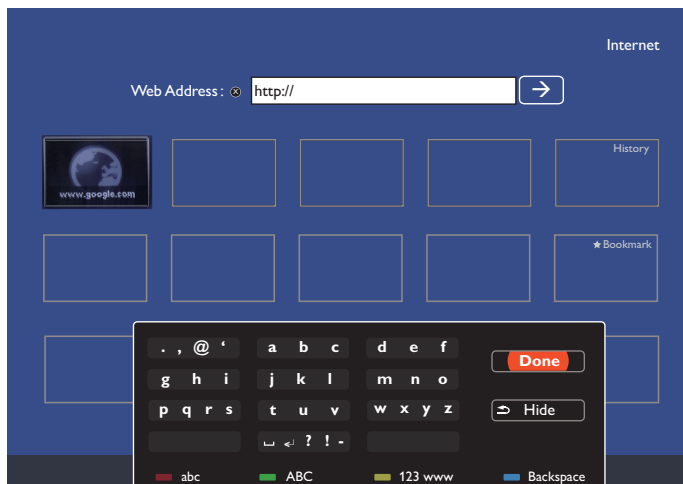 Internet
Web Address : ⓧ http:// →
www.google.com
History
★ Bookmark
. , @ ‘ a b c d e f
Done
g h i j k l m n o
p q r s t u v w x y z
Hide
␣ ↵ ? ! -
abc ABC 123 www Backspace